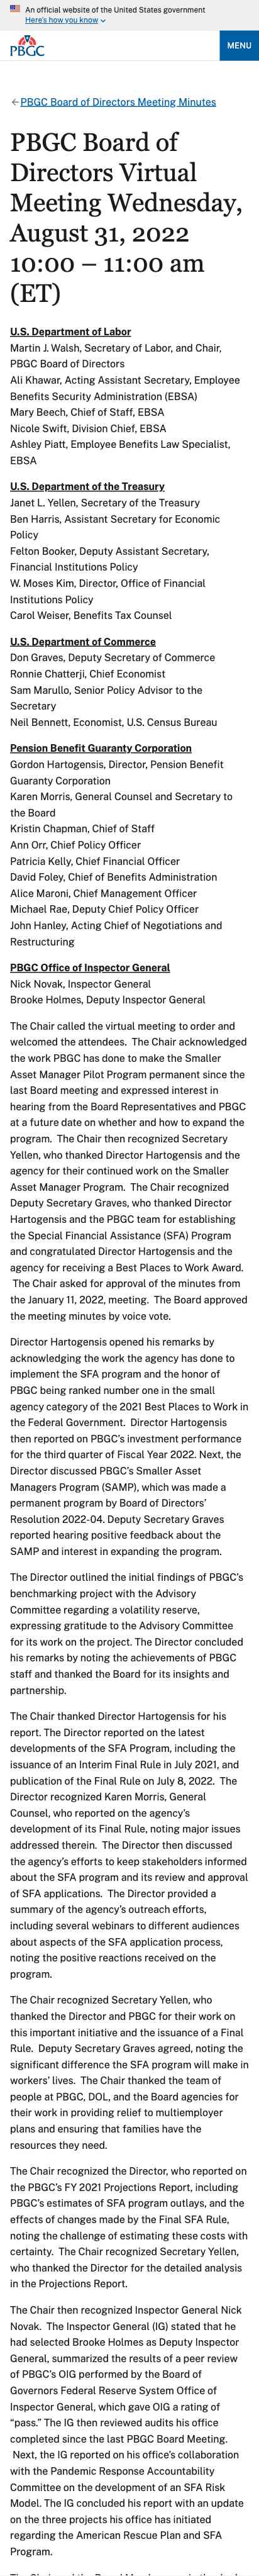 An official website of the United States government
Here's how you know
PBGC
MENU
PBGC Board of Directors Meeting Minutes
PBGC Board of
Directors Virtual
Meeting Wednesday,
August 31, 2022
10:00 – 11:00 am
(ET)
U.S. Department of Labor
Martin J. Walsh, Secretary of Labor, and Chair,
PBGC Board of Directors
Ali Khawar, Acting Assistant Secretary, Employee
Benefits Security Administration (EBSA)
Mary Beech, Chief of Staff, EBSA
Nicole Swift, Division Chief, EBSA
Ashley Piatt, Employee Benefits Law Specialist,
EBSA
U.S. Department of the Treasury
Janet L. Yellen, Secretary of the Treasury
Ben Harris, Assistant Secretary for Economic
Policy
Felton Booker, Deputy Assistant Secretary,
Financial Institutions Policy
W. Moses Kim, Director, Office of Financial
Institutions Policy
Carol Weiser, Benefits Tax Counsel
U.S. Department of Commerce
Don Graves, Deputy Secretary of Commerce
Ronnie Chatterji, Chief Economist
Sam Marullo, Senior Policy Advisor to the
Secretary
Neil Bennett, Economist, U.S. Census Bureau
Pension Benefit Guaranty Corporation
Gordon Hartogensis, Director, Pension Benefit
Guaranty Corporation
Karen Morris, General Counsel and Secretary to
the Board
Kristin Chapman, Chief of Staff
Ann Orr, Chief Policy Officer
Patricia Kelly, Chief Financial Officer
David Foley, Chief of Benefits Administration
Alice Maroni, Chief Management Officer
Michael Rae, Deputy Chief Policy Officer
John Hanley, Acting Chief of Negotiations and
Restructuring
PBGC Office of Inspector General
Nick Novak, Inspector General
Brooke Holmes, Deputy Inspector General
The Chair called the virtual meeting to order and
welcomed the attendees.  The Chair acknowledged
the work PBGC has done to make the Smaller
Asset Manager Pilot Program permanent since the
last Board meeting and expressed interest in
hearing from the Board Representatives and PBGC
at a future date on whether and how to expand the
program.  The Chair then recognized Secretary
Yellen, who thanked Director Hartogensis and the
agency for their continued work on the Smaller
Asset Manager Program.  The Chair recognized
Deputy Secretary Graves, who thanked Director
Hartogensis and the PBGC team for establishing
the Special Financial Assistance (SFA) Program
and congratulated Director Hartogensis and the
agency for receiving a Best Places to Work Award.
The Chair asked for approval of the minutes from
the January 11, 2022, meeting.  The Board approved
the meeting minutes by voice vote.
Director Hartogensis opened his remarks by
acknowledging the work the agency has done to
implement the SFA program and the honor of
PBGC being ranked number one in the small
agency category of the 2021 Best Places to Work in
the Federal Government.  Director Hartogensis
then reported on PBGC's investment performance
for the third quarter of Fiscal Year 2022. Next, the
Director discussed PBGC's Smaller Asset
Managers Program (SAMP), which was made a
permanent program by Board of Directors'
Resolution 2022-04. Deputy Secretary Graves
reported hearing positive feedback about the
SAMP and interest in expanding the program.
The Director outlined the initial findings of PBGC's
benchmarking project with the Advisory
Committee regarding a volatility reserve,
expressing gratitude to the Advisory Committee
for its work on the project. The Director concluded
his remarks by noting the achievements of PBGC
staff and thanked the Board for its insights and
partnership.
The Chair thanked Director Hartogensis for his
report. The Director reported on the latest
developments of the SFA Program, including the
issuance of an Interim Final Rule in July 2021, and
publication of the Final Rule on July 8, 2022.  The
Director recognized Karen Morris, General
Counsel, who reported on the agency's
development of its Final Rule, noting major issues
addressed therein.  The Director then discussed
the agency's efforts to keep stakeholders informed
about the SFA program and its review and approval
of SFA applications.  The Director provided a
summary of the agency's outreach efforts,
including several webinars to different audiences
about aspects of the SFA application process,
noting the positive reactions received on the
program.
The Chair recognized Secretary Yellen, who
thanked the Director and PBGC for their work on
this important initiative and the issuance of a Final
Rule.  Deputy Secretary Graves agreed, noting the
significant difference the SFA program will make in
workers' lives.  The Chair thanked the team of
people at PBGC, DOL, and the Board agencies for
their work in providing relief to multiemployer
plans and ensuring that families have the
resources they need.
The Chair recognized the Director, who reported on
the PBGC's FY 2021 Projections Report, including
PBGC's estimates of SFA program outlays, and the
effects of changes made by the Final SFA Rule,
noting the challenge of estimating these costs with
certainty.  The Chair recognized Secretary Yellen,
who thanked the Director for the detailed analysis
in the Projections Report.
The Chair then recognized Inspector General Nick
Novak.  The Inspector General (IG) stated that he
had selected Brooke Holmes as Deputy Inspector
General, summarized the results of a peer review
of PBGC's OIG performed by the Board of
Governors Federal Reserve System Office of
Inspector General, which gave OIG a rating of
"pass." The IG then reviewed audits his office
completed since the last PBGC Board Meeting.
Next, the IG reported on his office's collaboration
with the Pandemic Response Accountability
Committee on the development of an SFA Risk
Model. The IG concluded his report with an update
on the three projects his office has initiated
regarding the American Rescue Plan and SFA
Program.